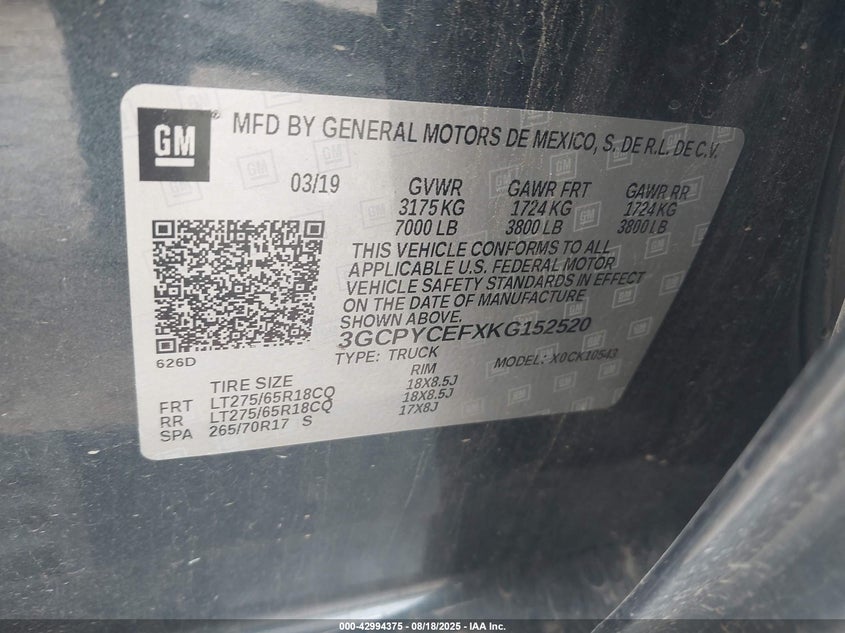 GM ® MFD BY GENERAL MOTORS DE MEXICO, S. DE R.L. DE C.V.
03/19 GVWR GAWR FRT GAWR RR
3175 KG 1724 KG 1724 KG
7000 LB 3800 LB 3800 LB
THIS VEHICLE CONFORMS TO ALL
APPLICABLE U.S. FEDERAL MOTOR
VEHICLE SAFETY STANDARDS IN EFFECT
ON THE DATE OF MANUFACTURE
SHOWN ABOVE.
3GCPYCEFXKG152520
626D TYPE: TRUCK MODEL: X0CK10543
TIRE SIZE RIM
FRT LT275/65R18CQ 18X8.5J
RR LT275/65R18CQ 18X8.5J
SPA 265/70R17 S 17X8J
000-42994375 - 08/18/2025 - IAA Inc.